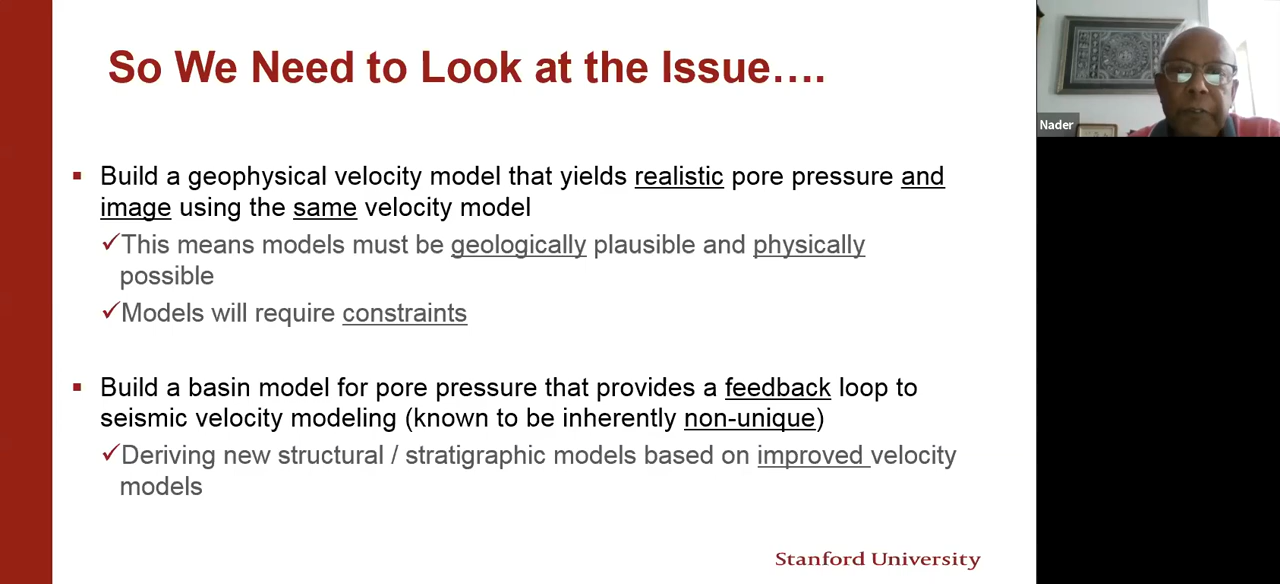 So We Need to Look at the Issue….
Build a geophysical velocity model that yields realistic pore pressure and
image using the same velocity model
This means models must be geologically plausible and physically
possible
Models will require constraints
Build a basin model for pore pressure that provides a feedback loop to
seismic velocity modeling (known to be inherently non-unique)
Deriving new structural / stratigraphic models based on improved velocity
models
Stanford University
Nader